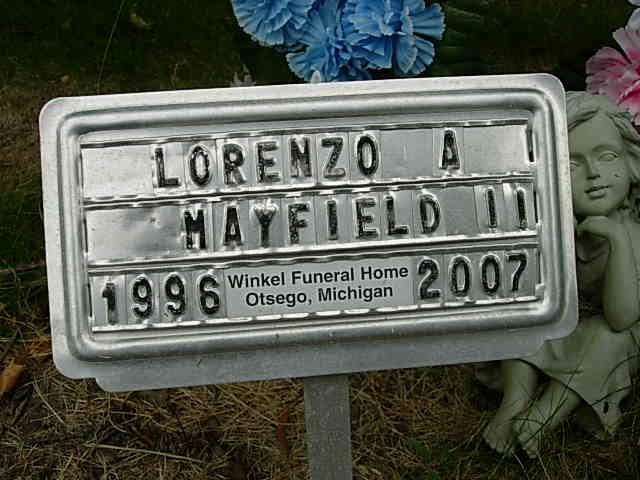 LORENZO A
MAYFIELD II
1996 Winkel Funeral Home 2007
Otsego, Michigan